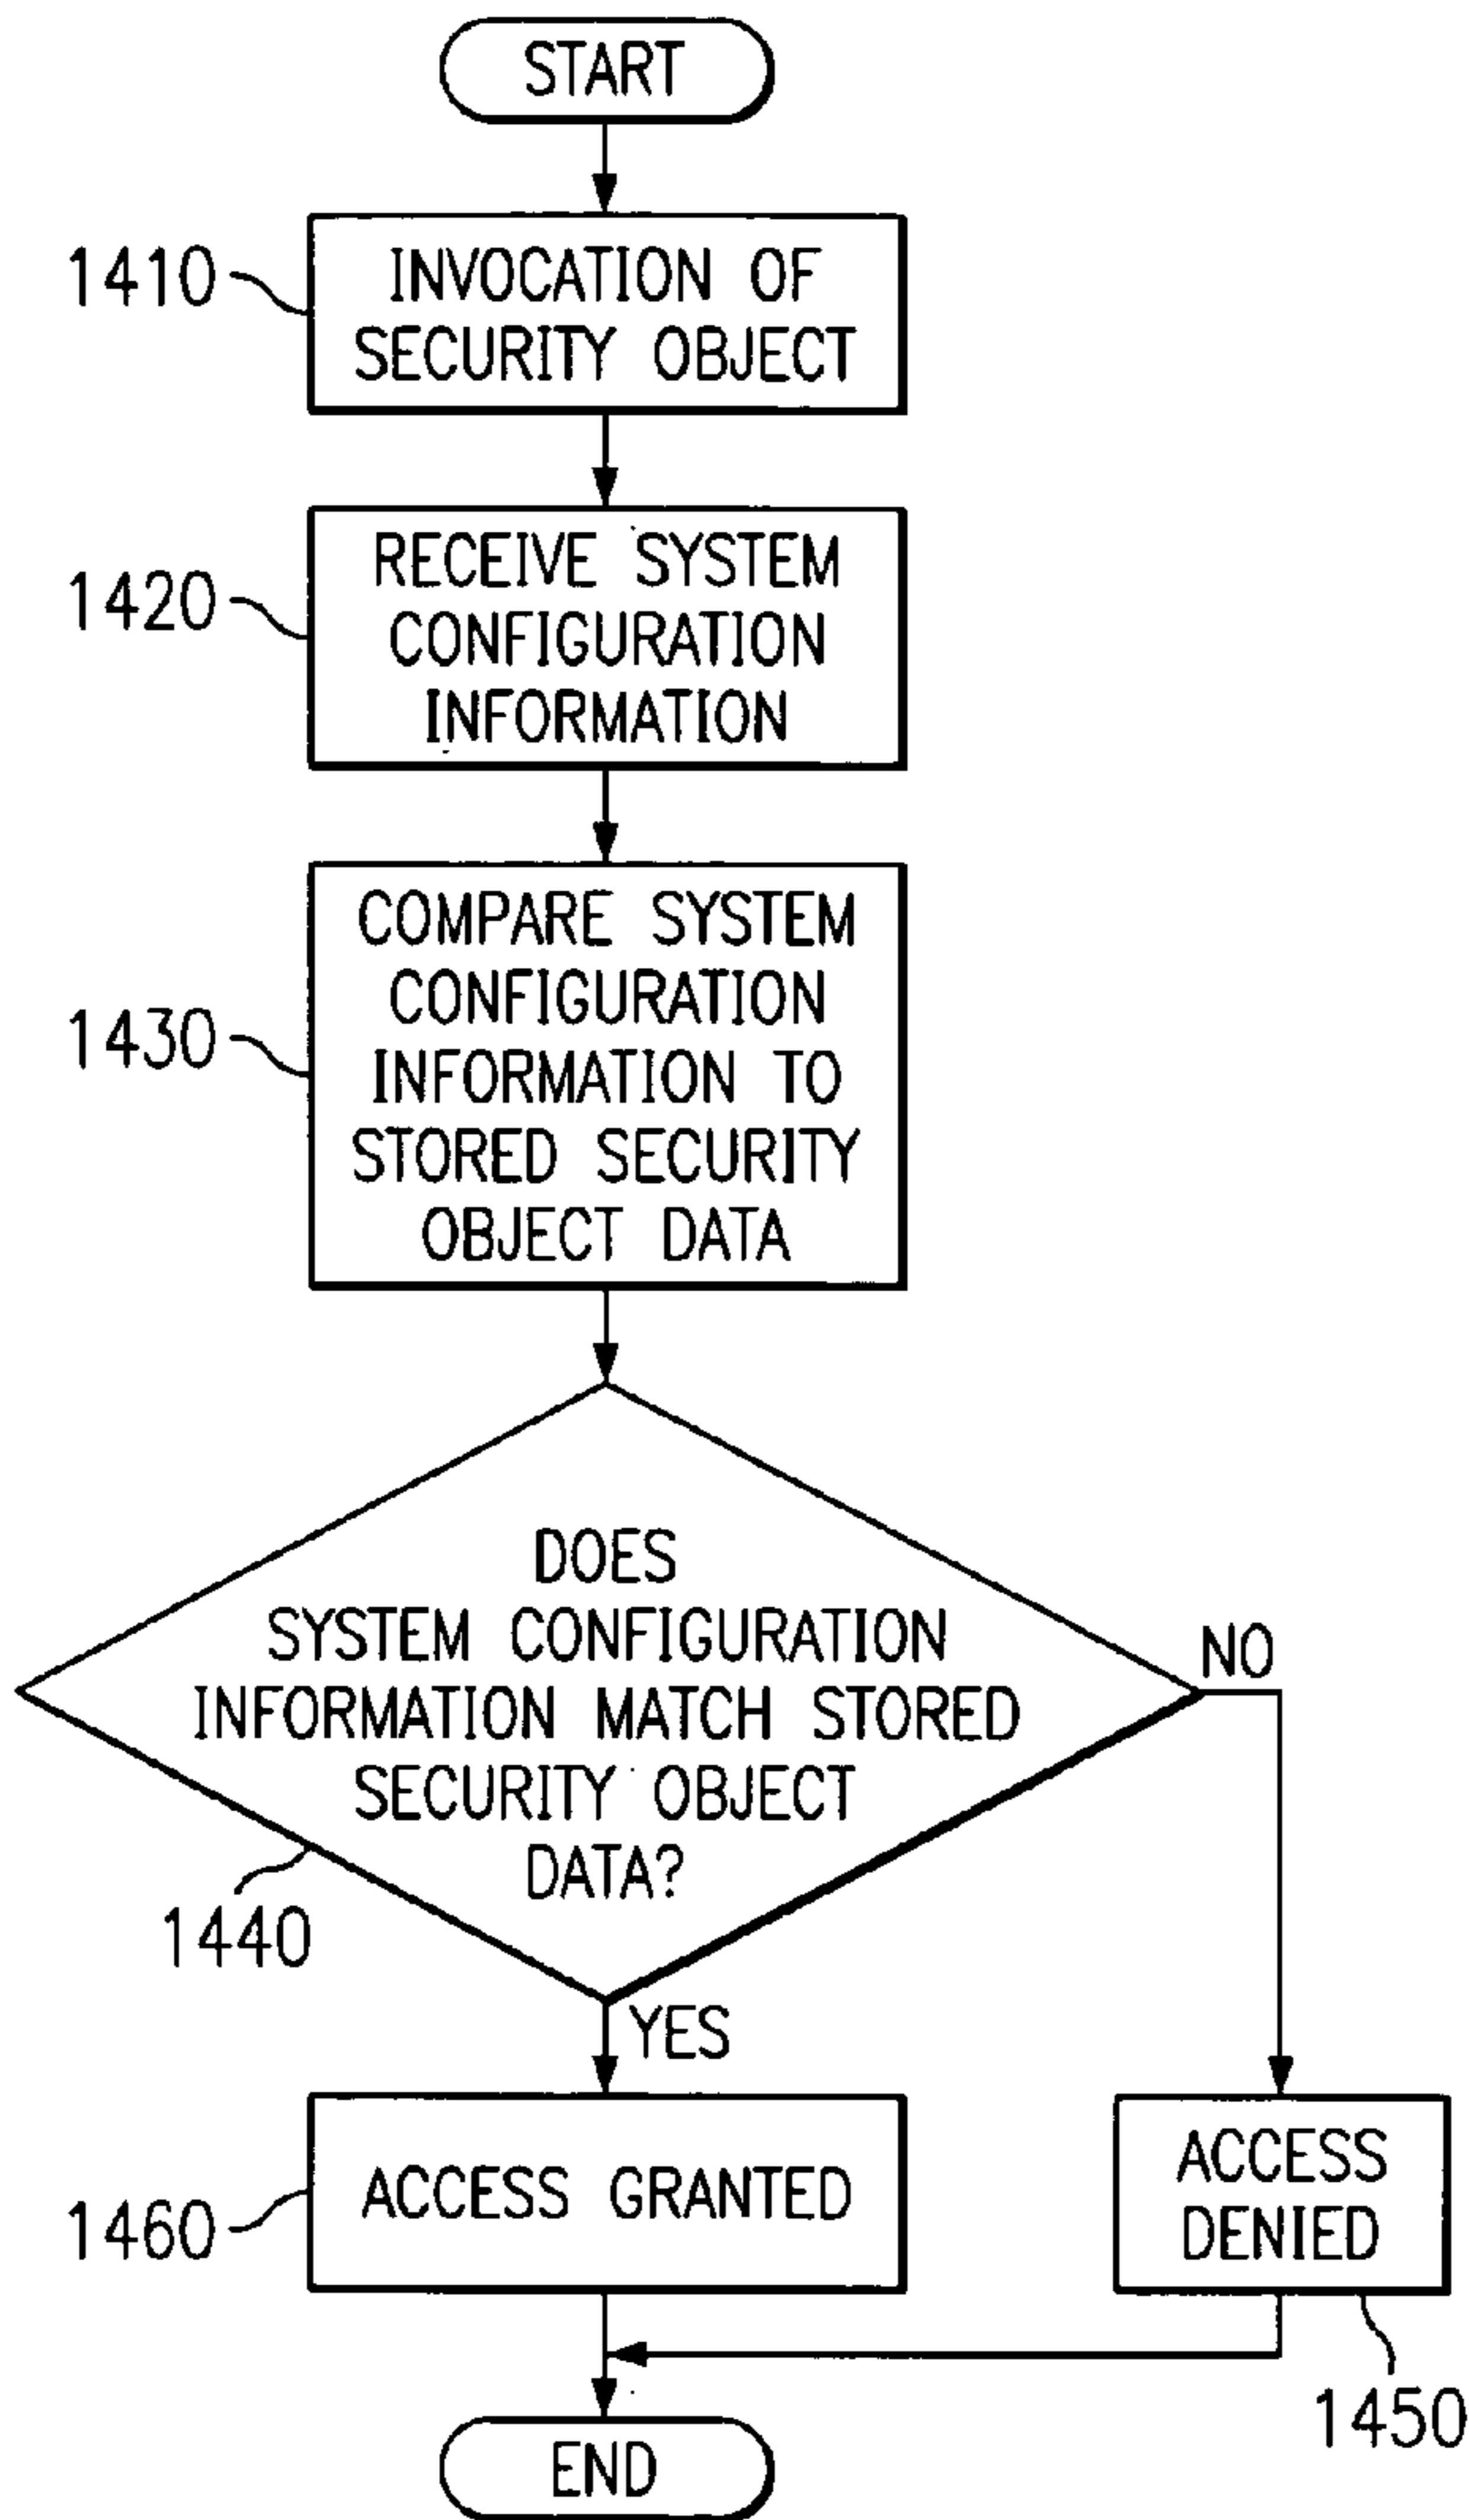 START
1410
INVOCATION OF
SECURITY OBJECT
1420
RECEIVE SYSTEM
CONFIGURATION
INFORMATION
1430
COMPARE SYSTEM
CONFIGURATION
INFORMATION TO
STORED SECURITY
OBJECT DATA
DOES
SYSTEM CONFIGURATION
INFORMATION MATCH STORED
SECURITY OBJECT
DATA?
1440
NO
YES
1460
ACCESS GRANTED
ACCESS
DENIED
1450
END